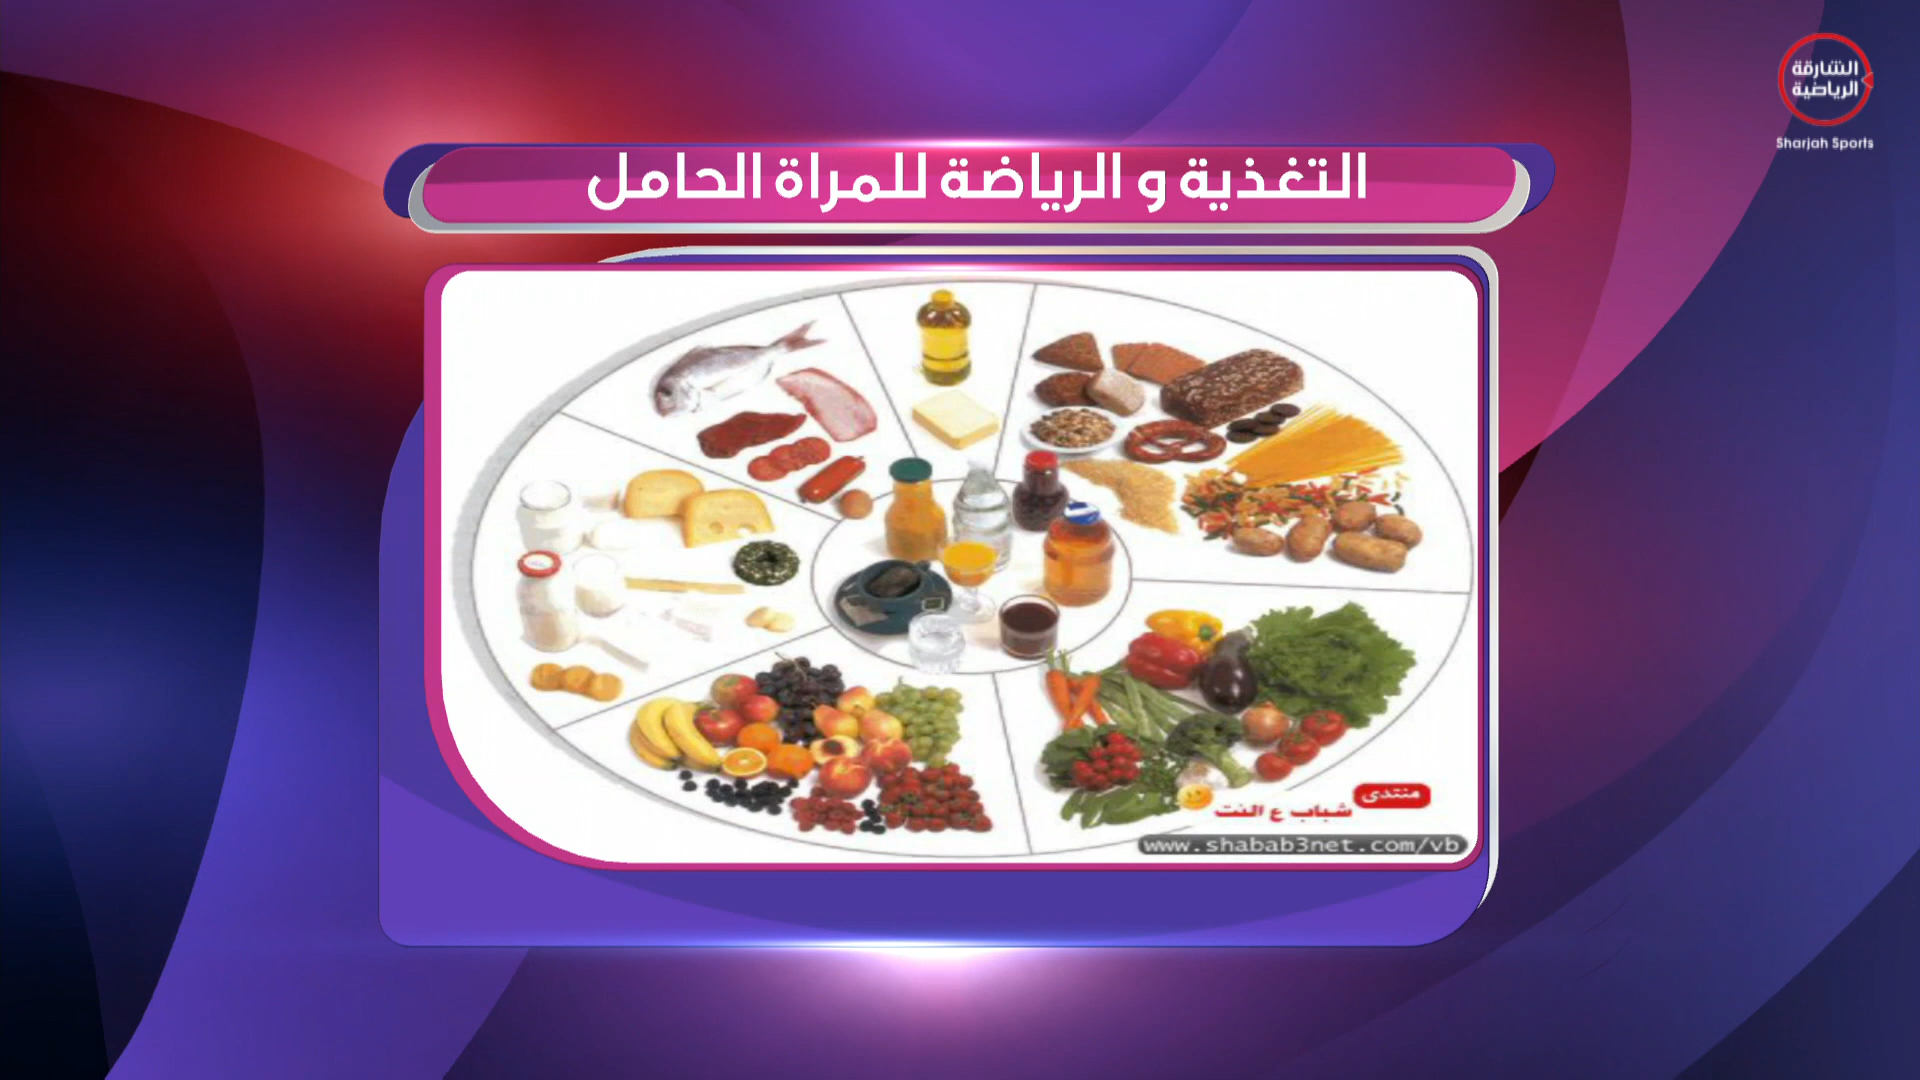 الشارقة
الرياضية
Sharjah Sports
التغذية و الرياضة للمراة الحامل
منتدى
شباب ع النت
www.shabab3net.com/vb